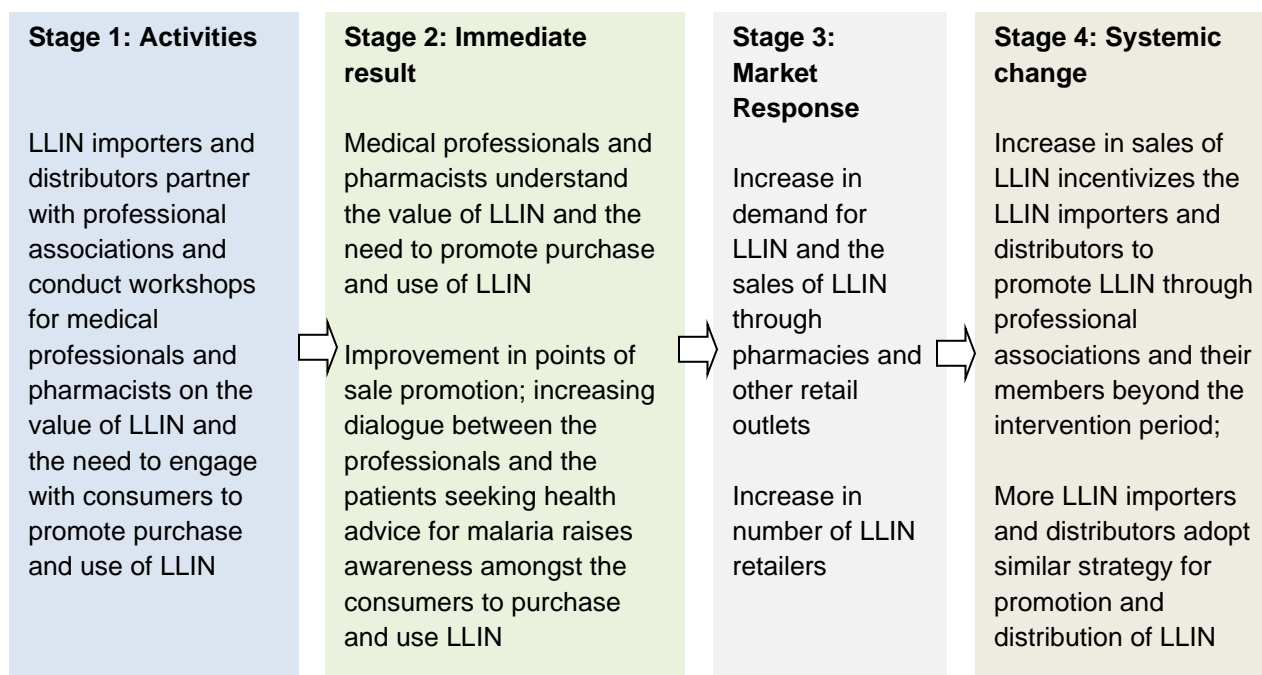 Stage 1: Activities
LLIN importers and
distributors partner
with professional
associations and
conduct workshops
for medical
professionals and
pharmacists on the
value of LLIN and
the need to engage
with consumers to
promote purchase
and use of LLIN
Stage 2: Immediate
result
Medical professionals and
pharmacists understand
the value of LLIN and the
need to promote purchase
and use of LLIN
Improvement in points of
sale promotion; increasing
dialogue between the
professionals and the
patients seeking health
advice for malaria raises
awareness amongst the
consumers to purchase
and use LLIN
Stage 3:
Market
Response
Increase in
demand for
LLIN and the
sales of LLIN
through
pharmacies and
other retail
outlets
Increase in
number of LLIN
retailers
Stage 4: Systemic
change
Increase in sales of
LLIN incentivizes the
LLIN importers and
distributors to
promote LLIN through
professional
associations and their
members beyond the
intervention period;
More LLIN importers
and distributors adopt
similar strategy for
promotion and
distribution of LLIN